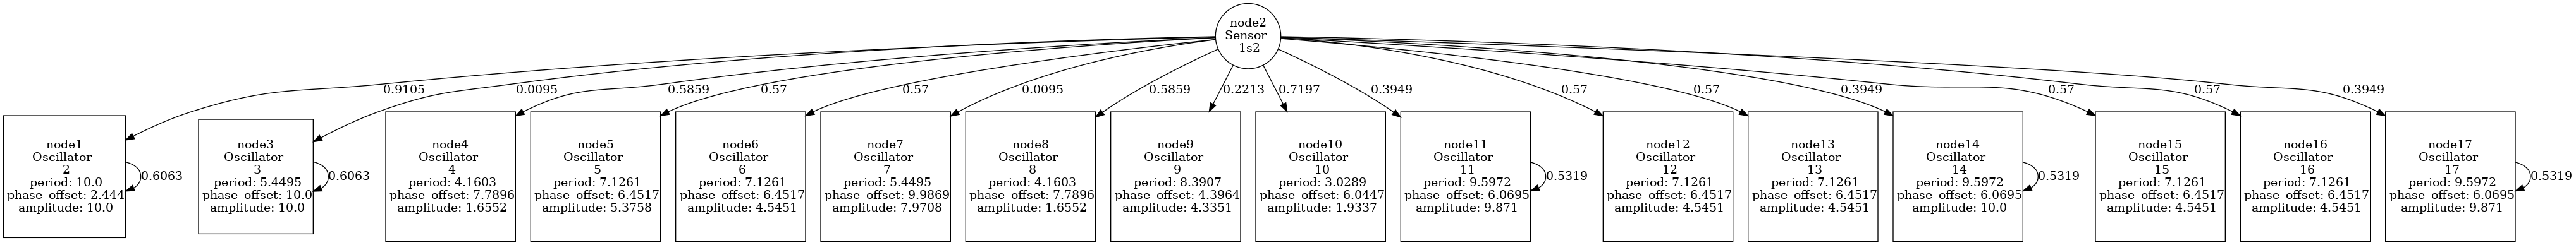 node2
Sensor
1s2
0.9105
-0.0095
-0.5859
0.57
0.57
-0.0095
-0.5859
0.2213
0.7197
-0.3949
0.57
0.57
-0.3949
0.57
0.57
-0.3949
node1
Oscillator
2
period: 10.0
phase_offset: 2.444
amplitude: 10.0
0.6063
node3
Oscillator
3
period: 5.4495
phase_offset: 10.0
amplitude: 10.0
0.6063
node4
Oscillator
4
period: 4.1603
phase_offset: 7.7896
amplitude: 1.6552
node5
Oscillator
5
period: 7.1261
phase_offset: 6.4517
amplitude: 5.3758
node6
Oscillator
6
period: 7.1261
phase_offset: 6.4517
amplitude: 4.5451
node7
Oscillator
7
period: 5.4495
phase_offset: 9.9869
amplitude: 7.9708
node8
Oscillator
8
period: 4.1603
phase_offset: 7.7896
amplitude: 1.6552
node9
Oscillator
9
period: 8.3907
phase_offset: 4.3964
amplitude: 4.3351
node10
Oscillator
10
period: 3.0289
phase_offset: 6.0447
amplitude: 1.9337
node11
Oscillator
11
period: 9.5972
phase_offset: 6.0695
amplitude: 9.871
0.5319
node12
Oscillator
12
period: 7.1261
phase_offset: 6.4517
amplitude: 4.5451
node13
Oscillator
13
period: 7.1261
phase_offset: 6.4517
amplitude: 4.5451
node14
Oscillator
14
period: 9.5972
phase_offset: 6.0695
amplitude: 10.0
0.5319
node15
Oscillator
15
period: 7.1261
phase_offset: 6.4517
amplitude: 4.5451
node16
Oscillator
16
period: 7.1261
phase_offset: 6.4517
amplitude: 4.5451
node17
Oscillator
17
period: 9.5972
phase_offset: 6.0695
amplitude: 9.871
0.5319